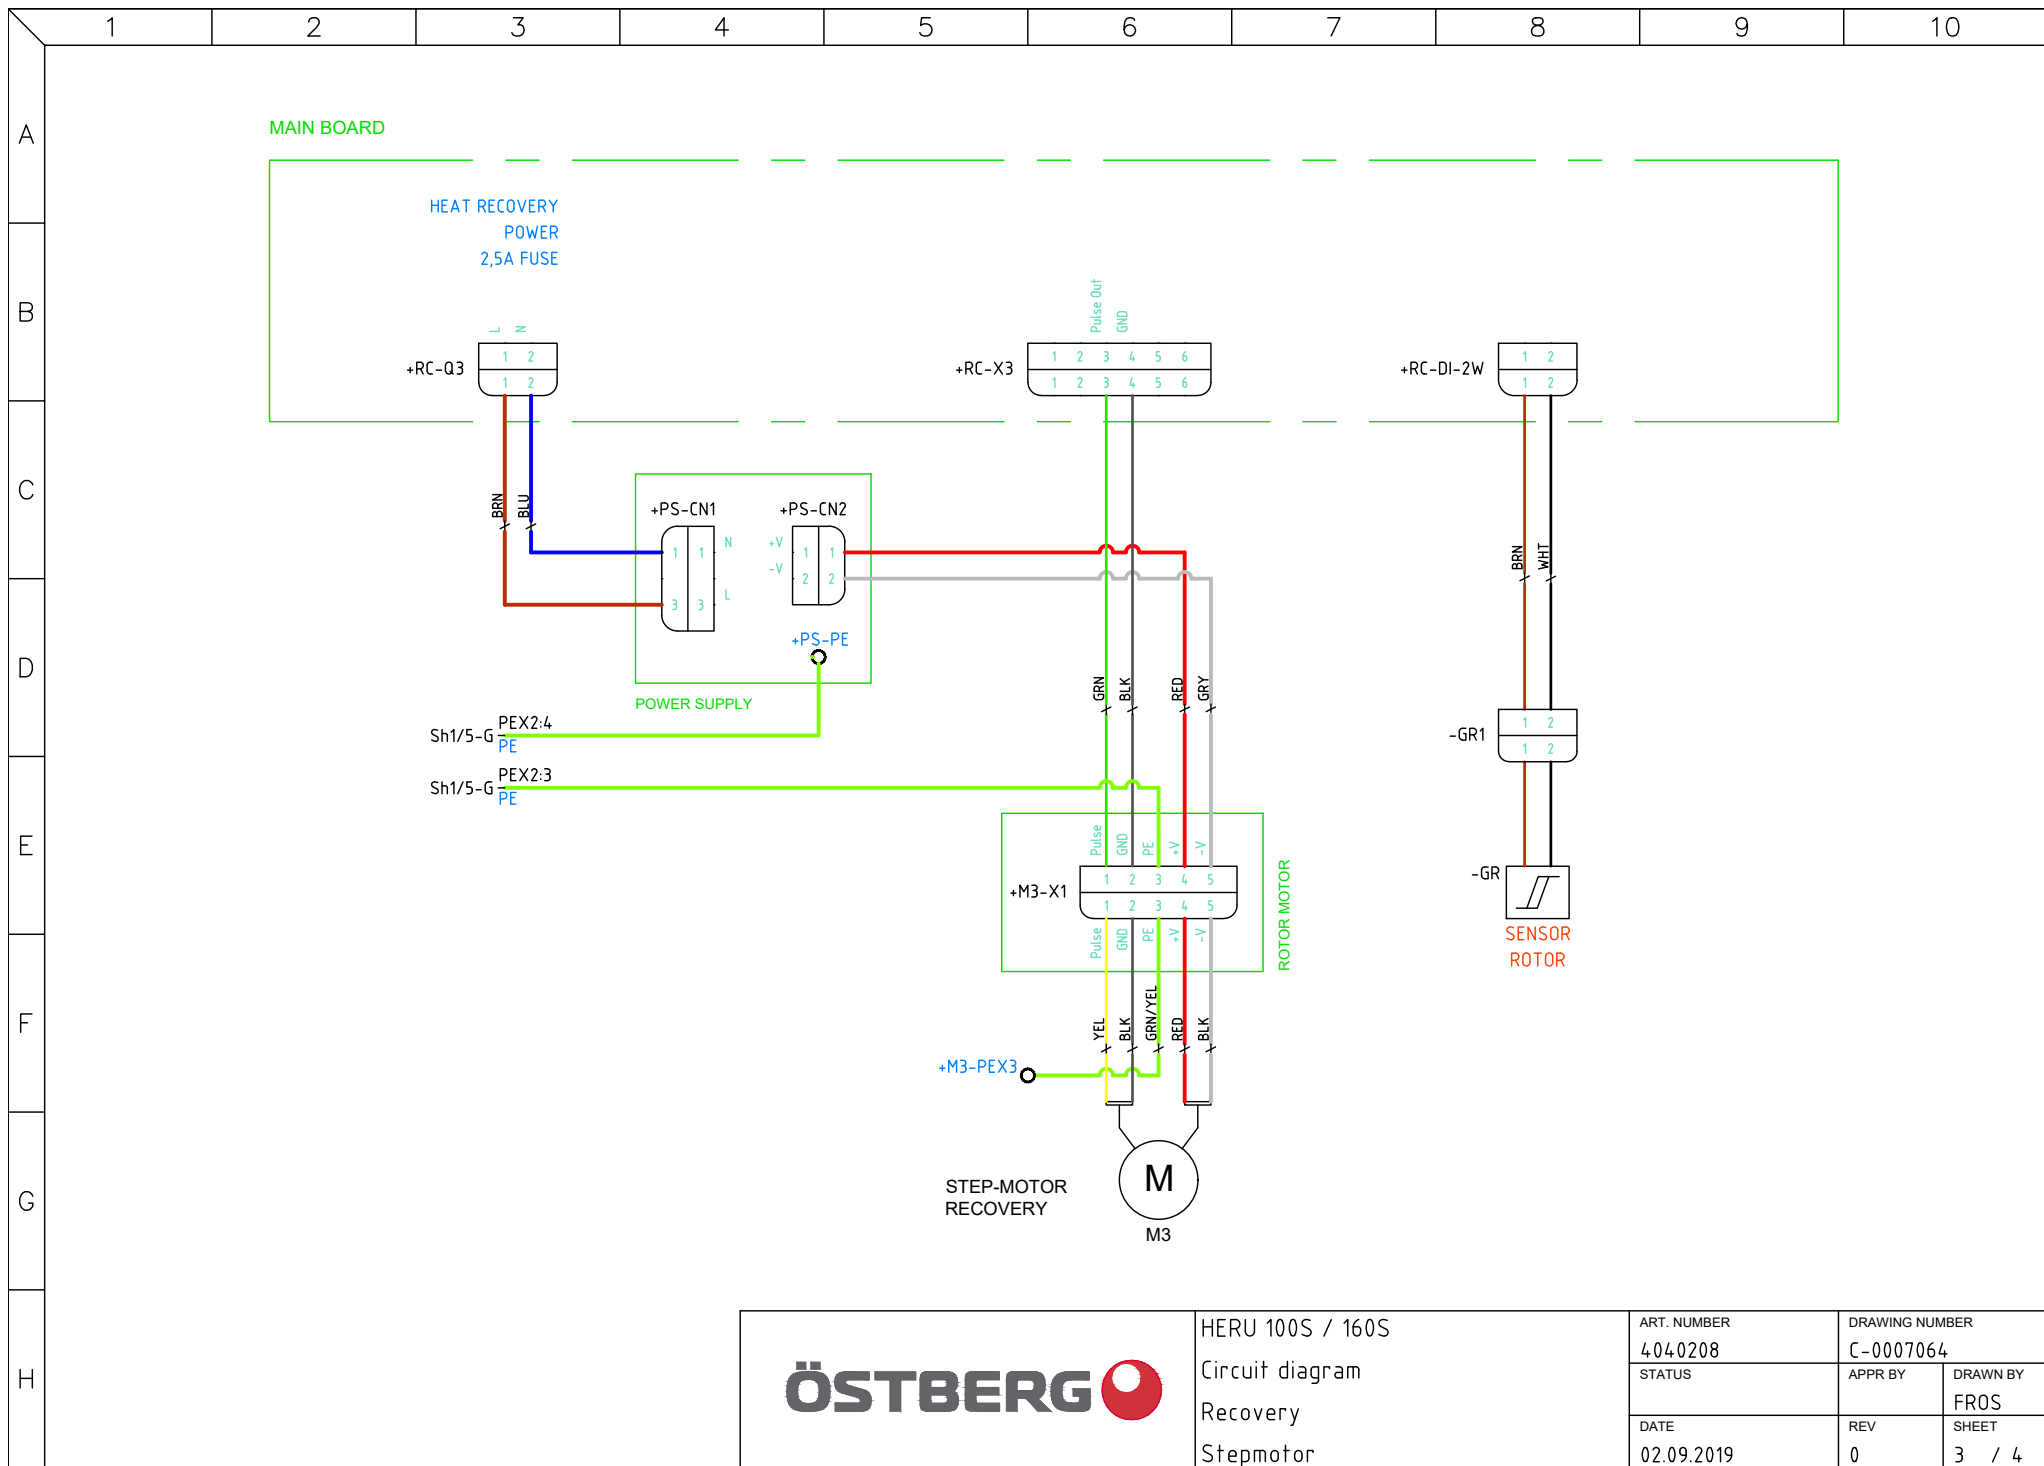 1 2 3 4 5 6 7 8 9 10
A
MAIN BOARD
HEAT RECOVERY
POWER
2,5A FUSE
B
L N
Pulse Out GND
+RC-Q3
1 2
1 2
+RC-X3
1 2 3 4 5 6
1 2 3 4 5 6
+RC-DI-2W
1 2
1 2
C
BRN BLU
+PS-CN1
1 1 N
3 3 L
+PS-CN2
+V 1 1
-V 2 2
BRN WHT
+PS-PE
D
POWER SUPPLY
GRN BLK RED GRY
Sh1/5-G PEX2:4
PE
-GR1
1 2
1 2
Sh1/5-G PEX2:3
PE
E
Pulse GND PE +V -V
+M3-X1
1 2 3 4 5
1 2 3 4 5
Pulse GND PE +V -V
ROTOR MOTOR
-GR
SENSOR
ROTOR
F
YEL BLK GRN/YEL RED BLK
+M3-PEX3
G
M
STEP-MOTOR
RECOVERY
M3
H
ÖSTBERG
HERU 100S / 160S
Circuit diagram
Recovery
Stepmotor
ART. NUMBER
4040208
DRAWING NUMBER
C-0007064
STATUS
APPR BY
DRAWN BY
FROS
DATE
02.09.2019
REV
0
SHEET
3 / 4